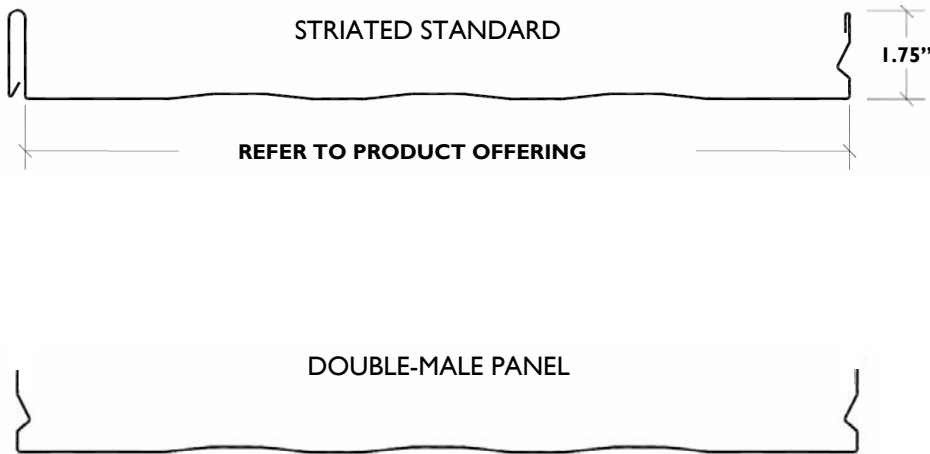 STRIATED STANDARD
1.75”
REFER TO PRODUCT OFFERING
DOUBLE-MALE PANEL